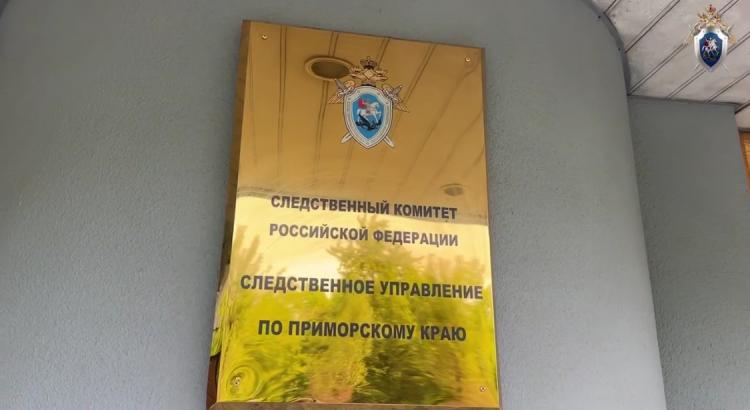 СЛЕДСТВЕННЫЙ КОМИТЕТ
РОССИЙСКОЙ ФЕДЕРАЦИИ
СЛЕДСТВЕННОЕ УПРАВЛЕНИЕ
ПО ПРИМОРСКОМУ КРАЮ